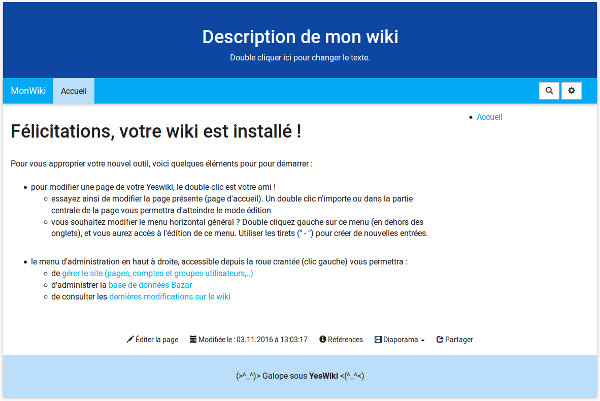 Description de mon wiki
Double cliquer ici pour changer le texte.
MonWiki Accueil
Accueil
Félicitations, votre wiki est installé !
Pour vous approprier votre nouvel outil, voici quelques éléments pour pour démarrer :
pour modifier une page de votre Yeswiki, le double clic est votre ami !
essayez ainsi de modifier la page présente (page d'accueil). Un double clic n'importe ou dans la partie
centrale de la page vous permettra d'atteindre le mode édition
vous souhaitez modifier le menu horizontal général ? Double cliquez gauche sur ce menu (en dehors des
onglets), et vous aurez accès à l'édition de ce menu. Utiliser les tirets (" - ") pour créer de nouvelles entrées.
le menu d'administration en haut à droite, accessible depuis la roue crantée (clic gauche) vous permettra :
de gérer le site (pages, comptes et groupes utilisateurs,..)
d'administrer la base de données Bazar
de consulter les dernières modifications sur le wiki
Éditer la page Modifiée le : 03.11.2016 à 13:03:17 Références Diaporama Partager
(>^_^)> Galope sous YesWiki <(^_^<)